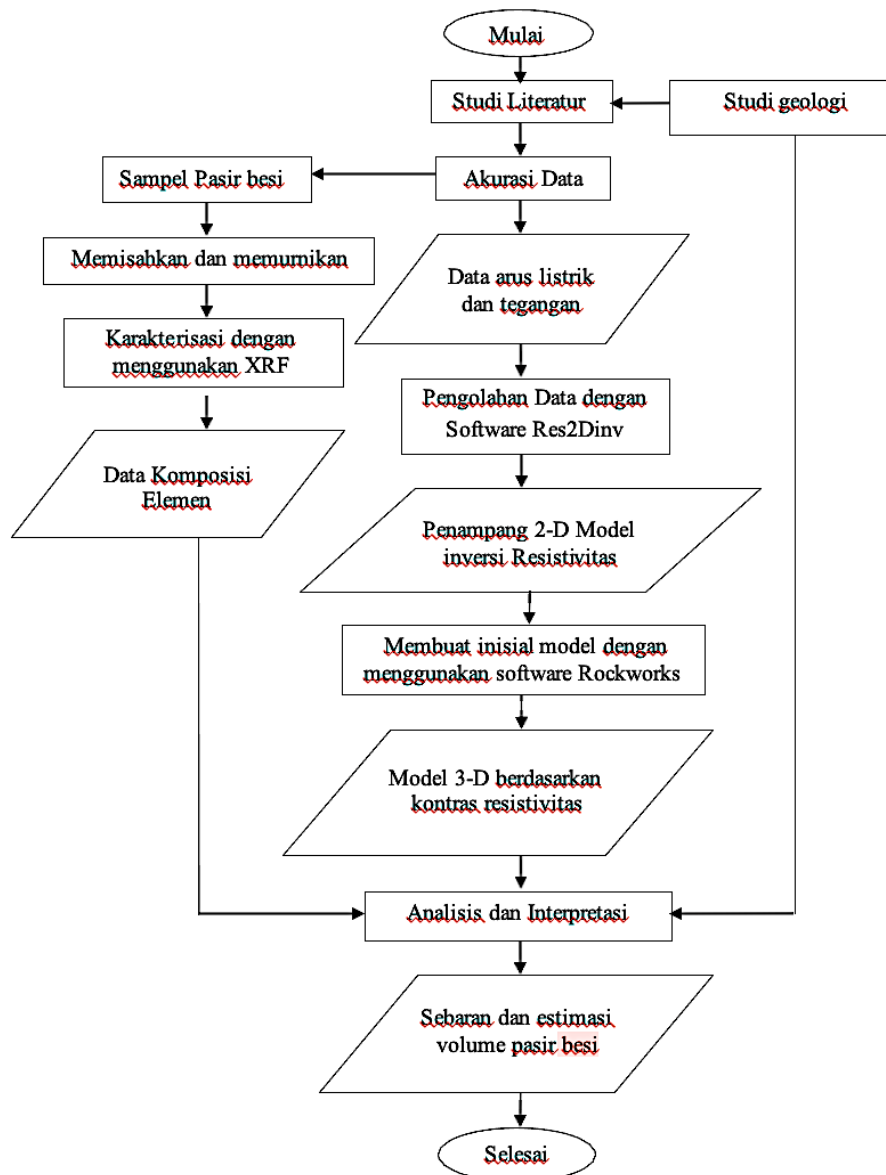 Mulai
Studi Literatur
Studi geologi
Sampel Pasir besi
Akurasi Data
Memisahkan dan memurnikan
Data arus listrik
dan tegangan
Karakterisasi dengan
menggunakan XRF
Pengolahan Data dengan
Software Res2Dinv
Data Komposisi
Elemen
Penampang 2-D Model
inversi Resistivitas
Membuat inisial model dengan
menggunakan software Rockworks
Model 3-D berdasarkan
kontras resistivitas
Analisis dan Interpretasi
Sebaran dan estimasi
volume pasir besi
Selesai